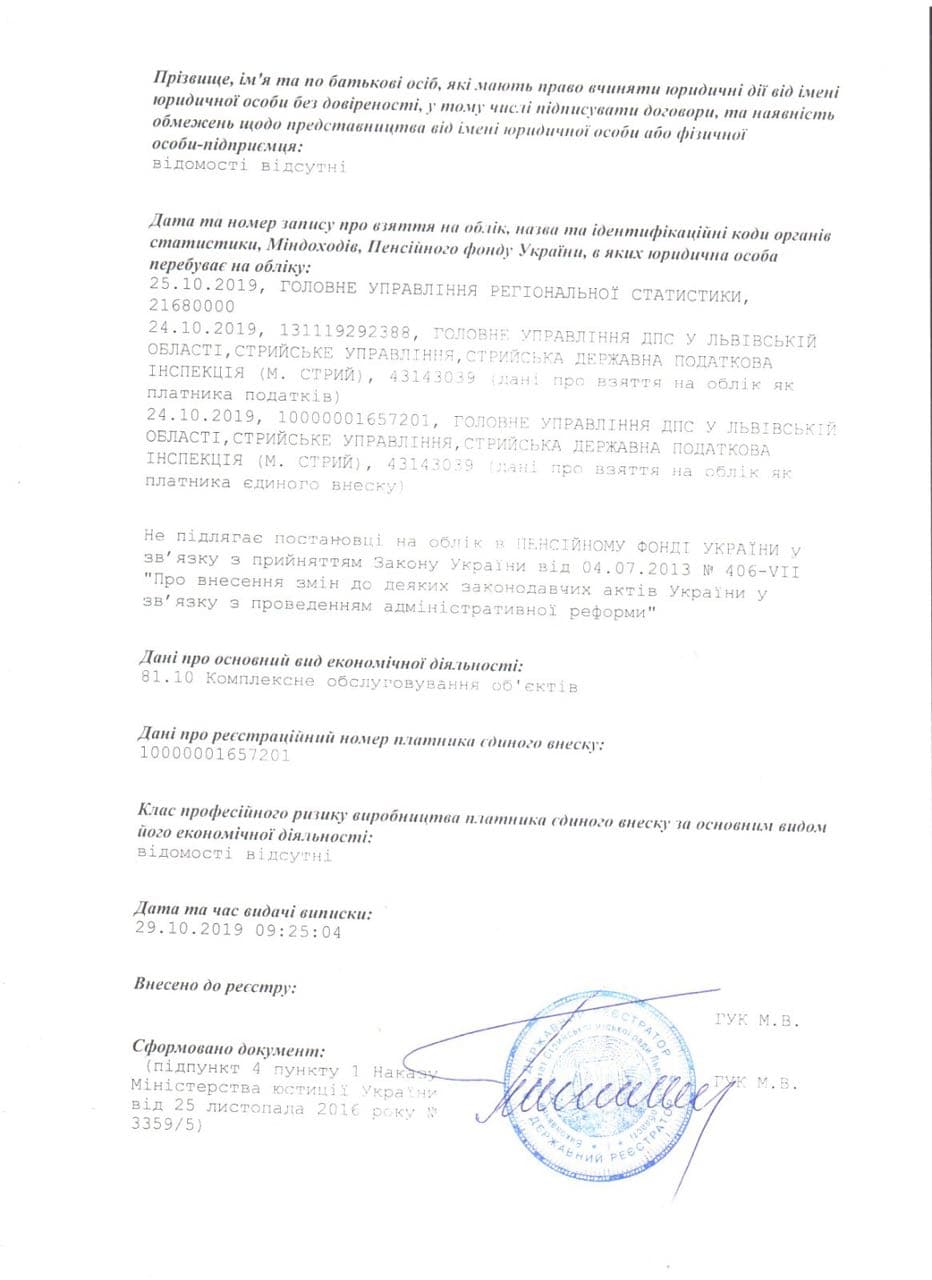 Прізвище, ім'я та по батькові осіб, які мають право вчиняти юридичні дії від імені
юридичної особи без довіреності, у тому числі підписувати договори, та наявність
обмежень щодо представництва від імені юридичної особи або фізичної
особи-підприємця:
відомості відсутні
Дата та номер запису про взяття на облік, назва та ідентифікаційні коди органів
статистики, Міндоходів, Пенсійного фонду України, в яких юридична особа
перебуває на обліку:
25.10.2019, ГОЛОВНЕ УПРАВЛІННЯ РЕГІОНАЛЬНОЇ СТАТИСТИКИ,
21680000
24.10.2019, 131119292388, ГОЛОВНЕ УПРАВЛІННЯ ДПС У ЛЬВІВСЬКІЙ
ОБЛАСТІ,СТРИЙСЬКЕ УПРАВЛІННЯ,СТРИЙСЬКА ДЕРЖАВНА ПОДАТКОВА
ІНСПЕКЦІЯ (М. СТРИЙ), 43143039 (дані про взяття на облік як
платника податків)
24.10.2019, 10000001657201, ГОЛОВНЕ УПРАВЛІННЯ ДПС У ЛЬВІВСЬКІЙ
ОБЛАСТІ,СТРИЙСЬКЕ УПРАВЛІННЯ,СТРИЙСЬКА ДЕРЖАВНА ПОДАТКОВА
ІНСПЕКЦІЯ (М. СТРИЙ), 43143039 (дані про взяття на облік як
платника єдиного внеску)
Не підлягає постановці на облік в ПЕНСІЙНОМУ ФОНДІ УКРАЇНИ у
зв’язку з прийняттям Закону України від 04.07.2013 № 406-VII
"Про внесення змін до деяких законодавчих актів України у
зв’язку з проведенням адміністративної реформи"
Дані про основний вид економічної діяльності:
81.10 Комплексне обслуговування об'єктів
Дані про реєстраційний номер платника єдиного внеску:
10000001657201
Клас професійного ризику виробництва платника єдиного внеску за основним видом
його економічної діяльності:
відомості відсутні
Дата та час видачі виписки:
29.10.2019 09:25:04
Внесено до реєстру:
ГУК М.В.
Сформовано документ:
(підпункт 4 пункту 1 Наказу
Міністерства юстиції України
від 25 листопада 2016 року №
3359/5)
ГУК М.В.
ДЕРЖАВНИЙ РЕЄСТРАТОР
ДЕРЖАВНИЙ РЕЄСТРАТОР